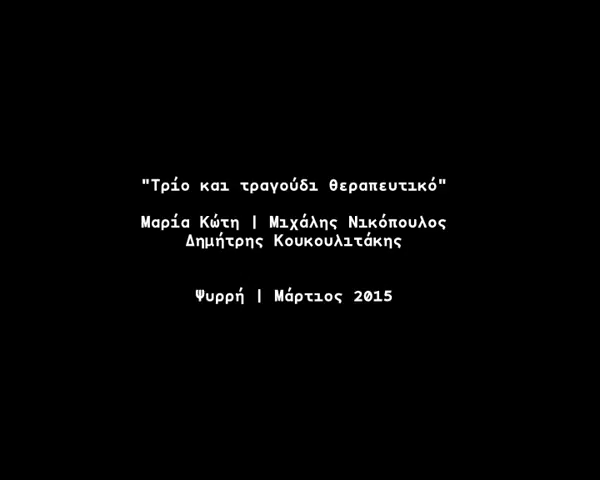 "Τρίο και τραγούδι θεραπευτικό"
Μαρία Κώτη | Μιχάλης Νικόπουλος
Δημήτρης Κουκουλιτάκης
Ψυρρή | Μάρτιος 2015